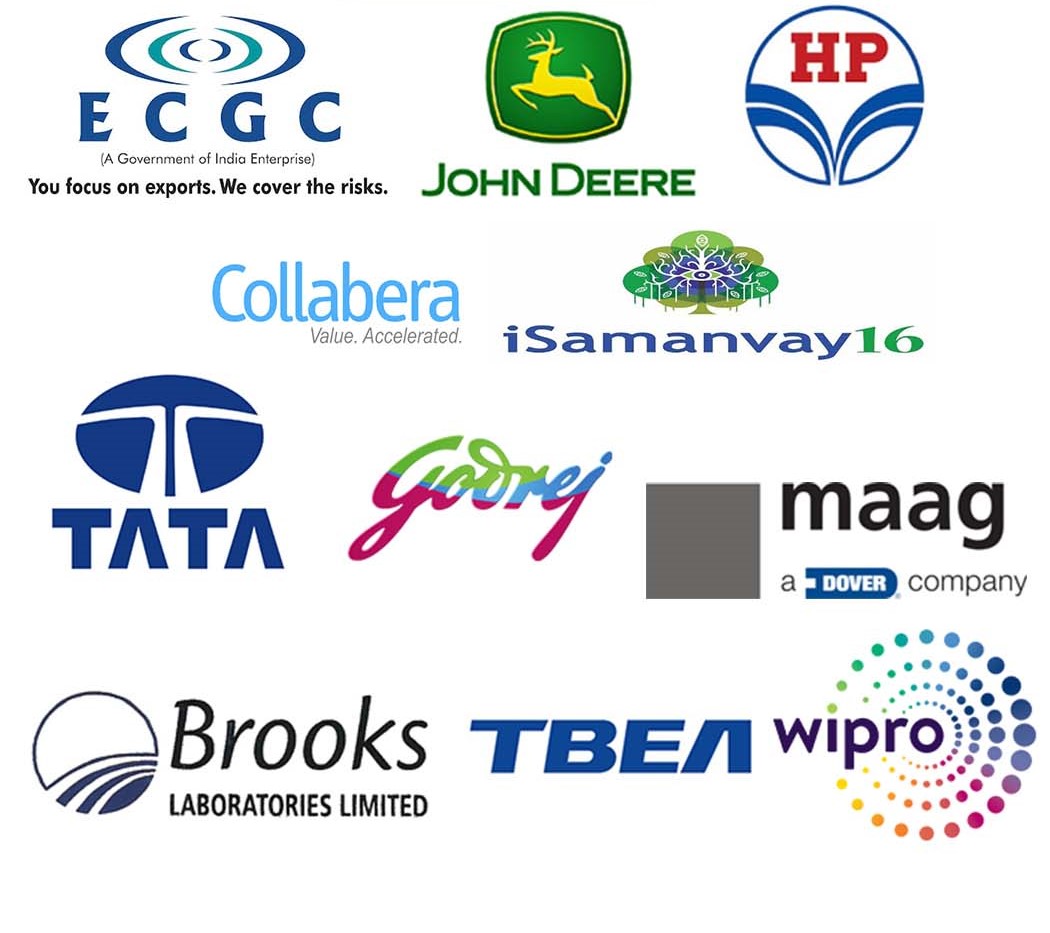 ECGC
(A Government of India Enterprise)
You focus on exports. We cover the risks.
JOHN DEERE
HP
Collabera
Value. Accelerated.
iSamanvay16
TATA
Godrej
maag
a DOVER company
Brooks
LABORATORIES LIMITED
TBEA
wipro